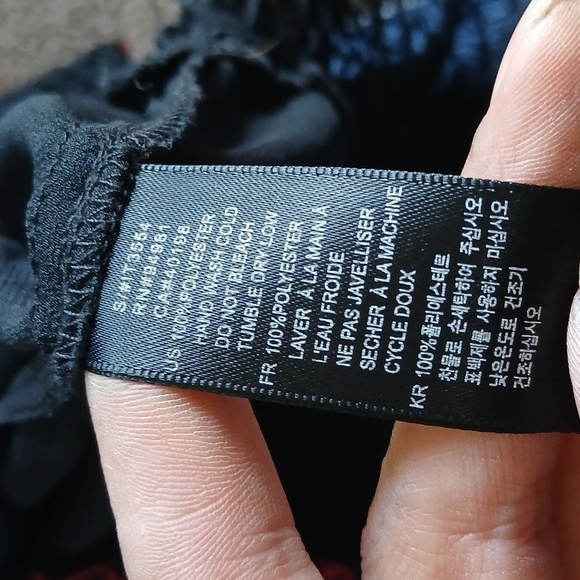 S#:T3554
RN#94981
CA#40198
US 100%POLYESTER
HAND WASH COLD
DO NOT BLEACH
TUMBLE DRY LOW
FR 100%POLYESTER
LAVER À LA MAIN À
L'EAU FROIDE
NE PAS JAVELLISER
SECHER À LA MACHINE
CYCLE DOUX
KR 100%폴리에스테르
찬물로 손세탁하여 주십시오
표백제를 사용하지 마십시오
낮은온도로 건조기
건조하십시오